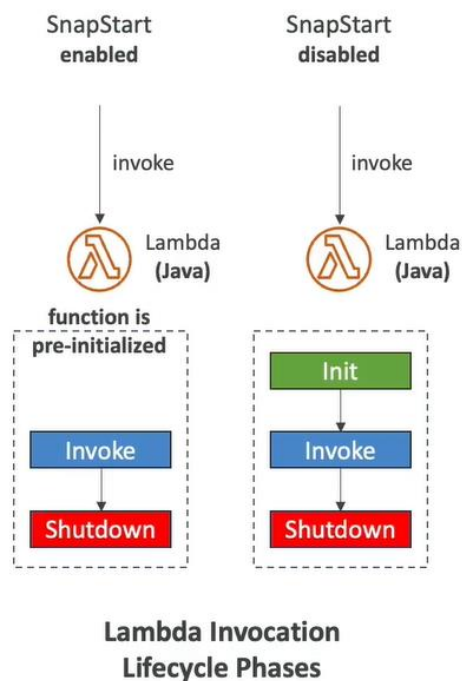 SnapStart
enabled
invoke
Lambda
(Java)
function is
pre-initialized
Invoke
Shutdown
SnapStart
disabled
invoke
Lambda
(Java)
Init
Invoke
Shutdown
Lambda Invocation
Lifecycle Phases